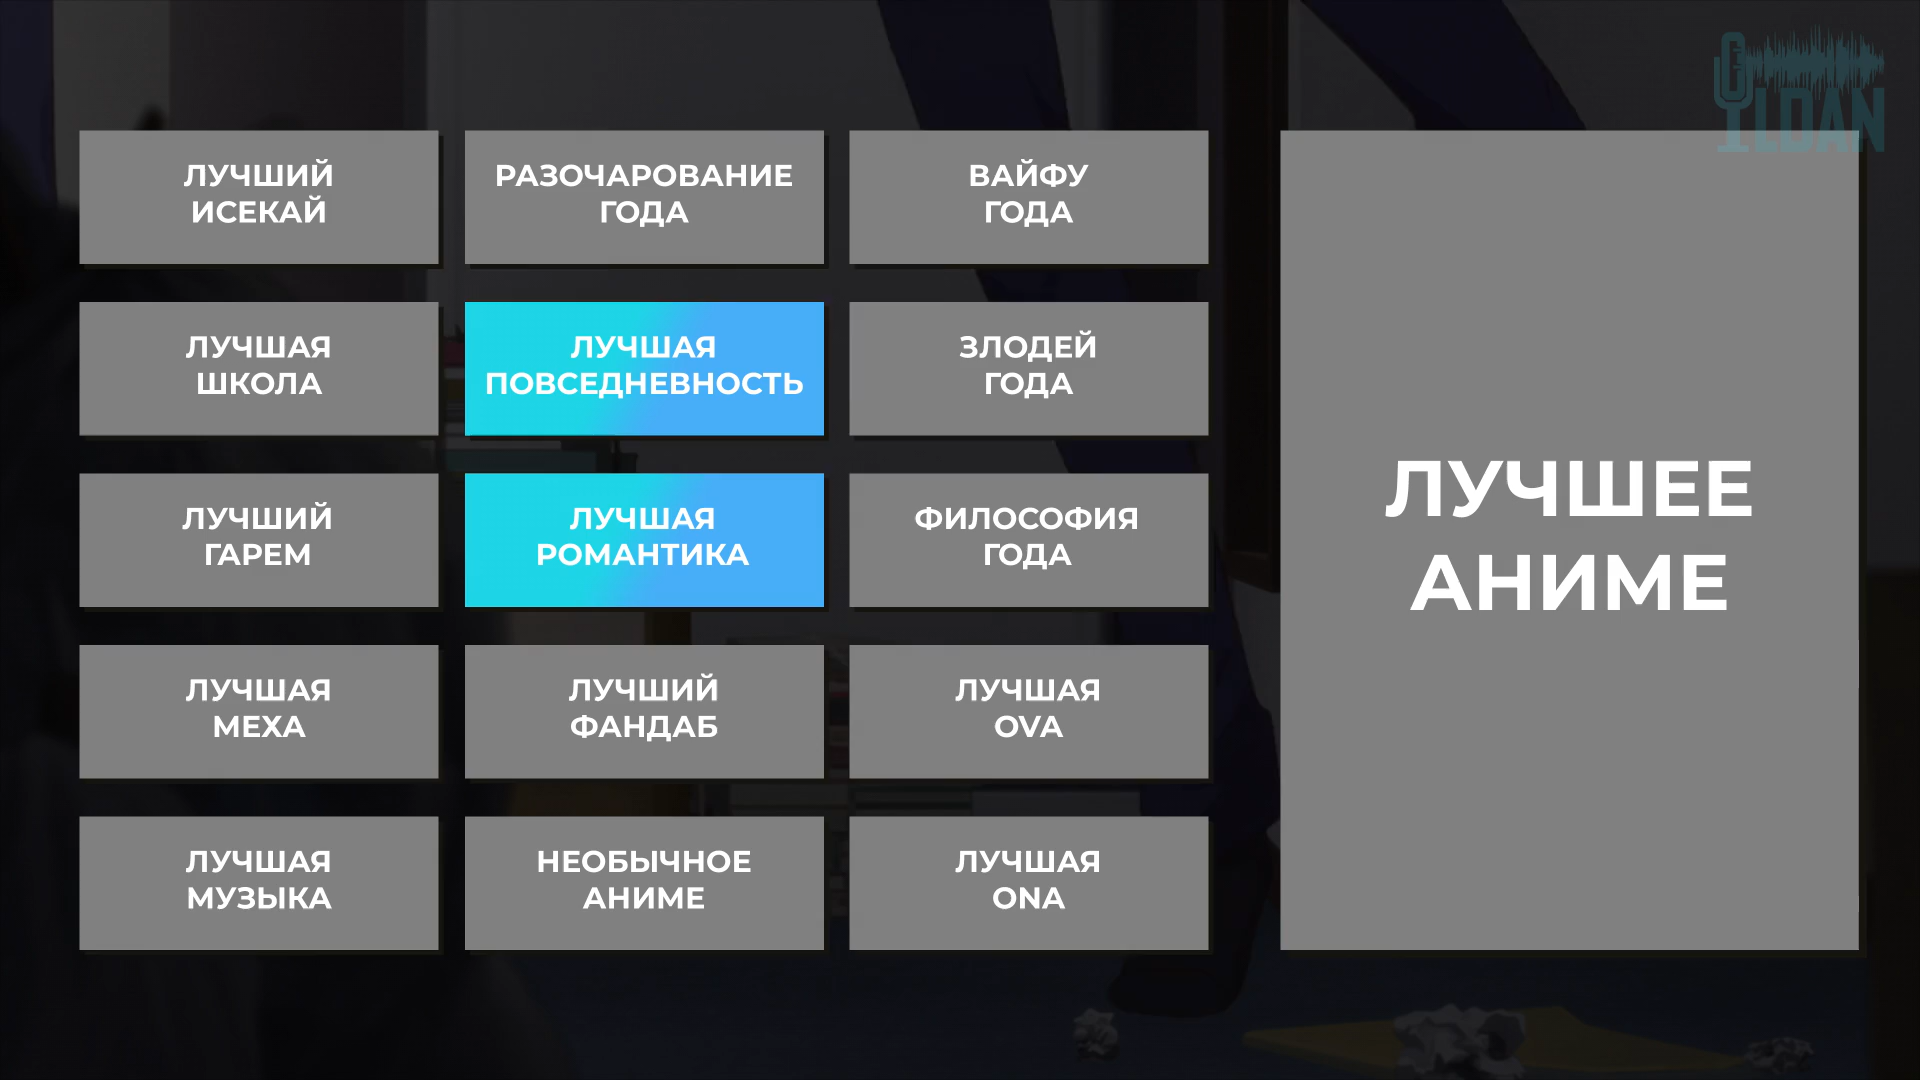 ЛУЧШИЙ
ИСЕКАЙ
РАЗОЧАРОВАНИЕ
ГОДА
ВАЙФУ
ГОДА
ЛУЧШАЯ
ШКОЛА
ЛУЧШАЯ
ПОВСЕДНЕВНОСТЬ
ЗЛОДЕЙ
ГОДА
ЛУЧШИЙ
ГАРЕМ
ЛУЧШАЯ
РОМАНТИКА
ФИЛОСОФИЯ
ГОДА
ЛУЧШАЯ
МЕХА
ЛУЧШИЙ
ФАНДАБ
ЛУЧШАЯ
OVA
ЛУЧШАЯ
МУЗЫКА
НЕОБЫЧНОЕ
АНИМЕ
ЛУЧШАЯ
ONA
ЛУЧШЕЕ
АНИМЕ